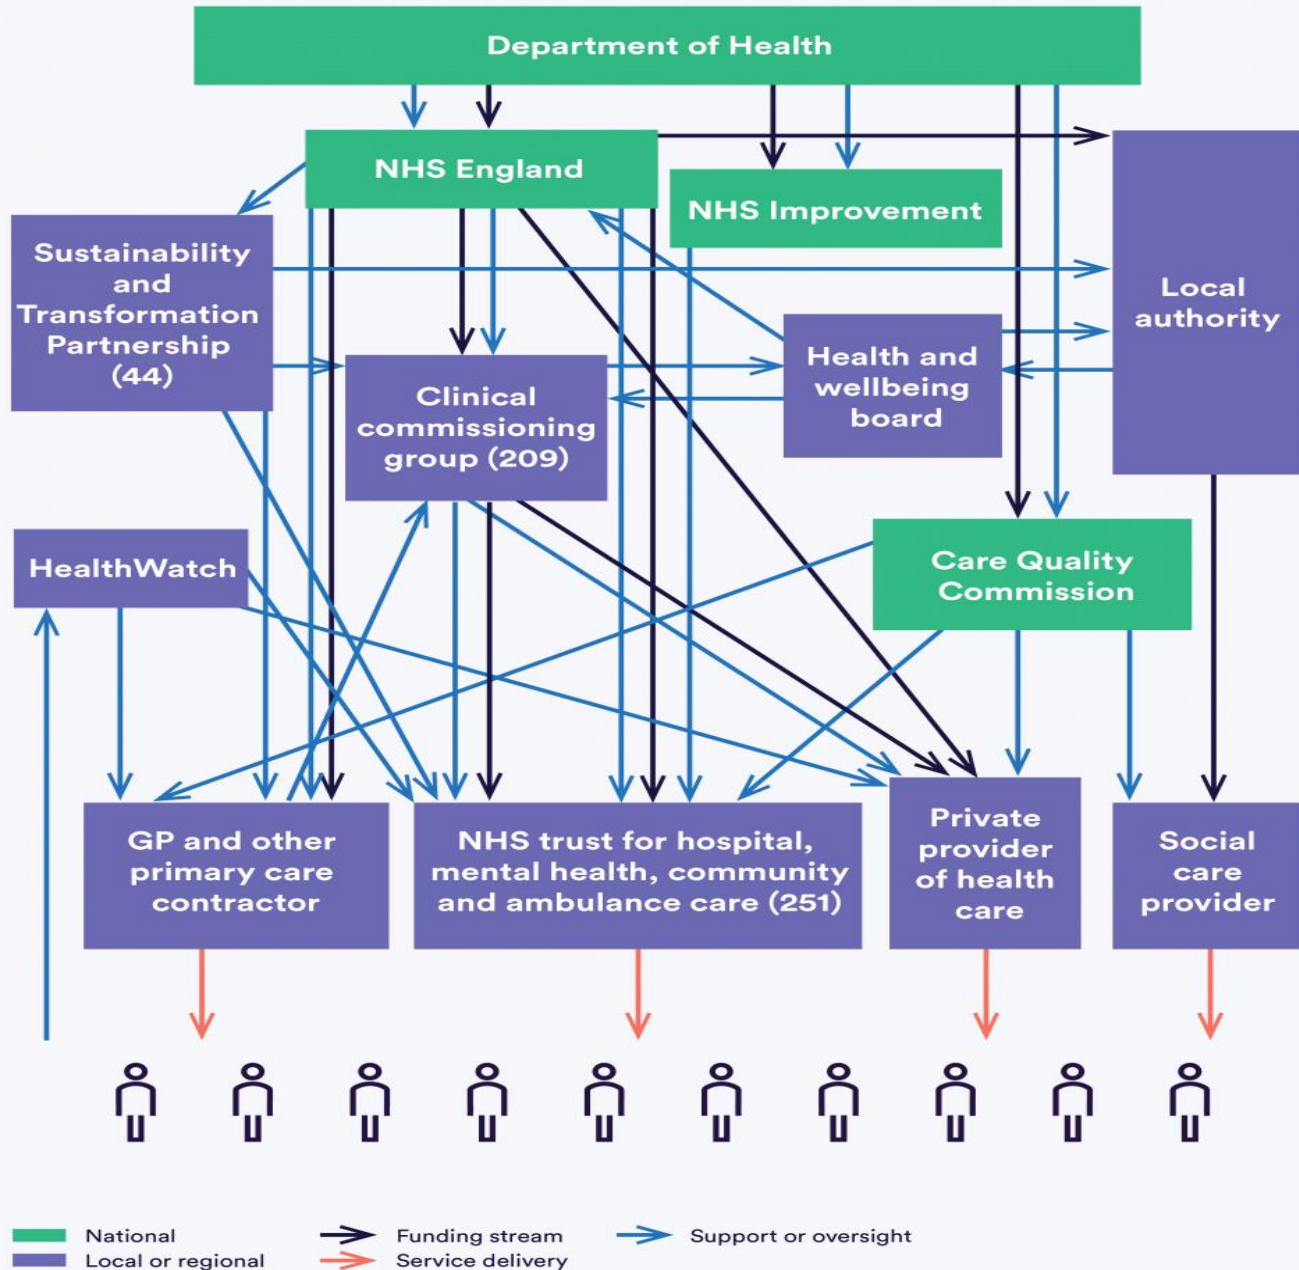 Department of Health
NHS England
NHS Improvement
Sustainability
and
Transformation
Partnership
(44)
Local
authority
Health and
wellbeing
board
Clinical
commissioning
group (209)
HealthWatch
Care Quality
Commission
GP and other
primary care
contractor
NHS trust for hospital,
mental health, community
and ambulance care (251)
Private
provider
of health
care
Social
care
provider
National
Funding stream
Support or oversight
Local or regional
Service delivery